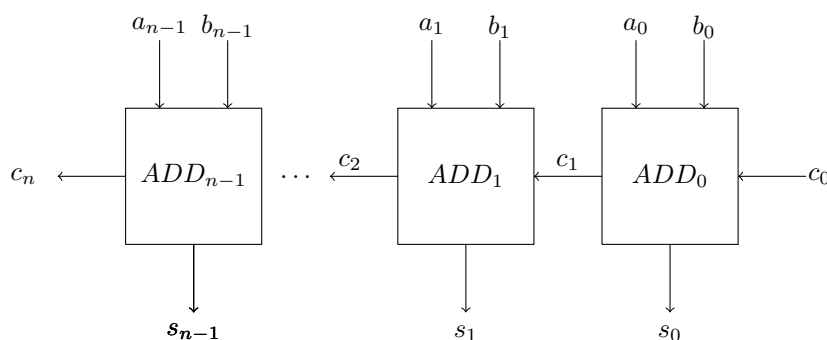 a_{n−1} b_{n−1} a_1 b_1 a_0 b_0
c_n ADD_{n−1} ··· c_2 ADD_1 c_1 ADD_0 c_0
s_{n−1} s_1 s_0